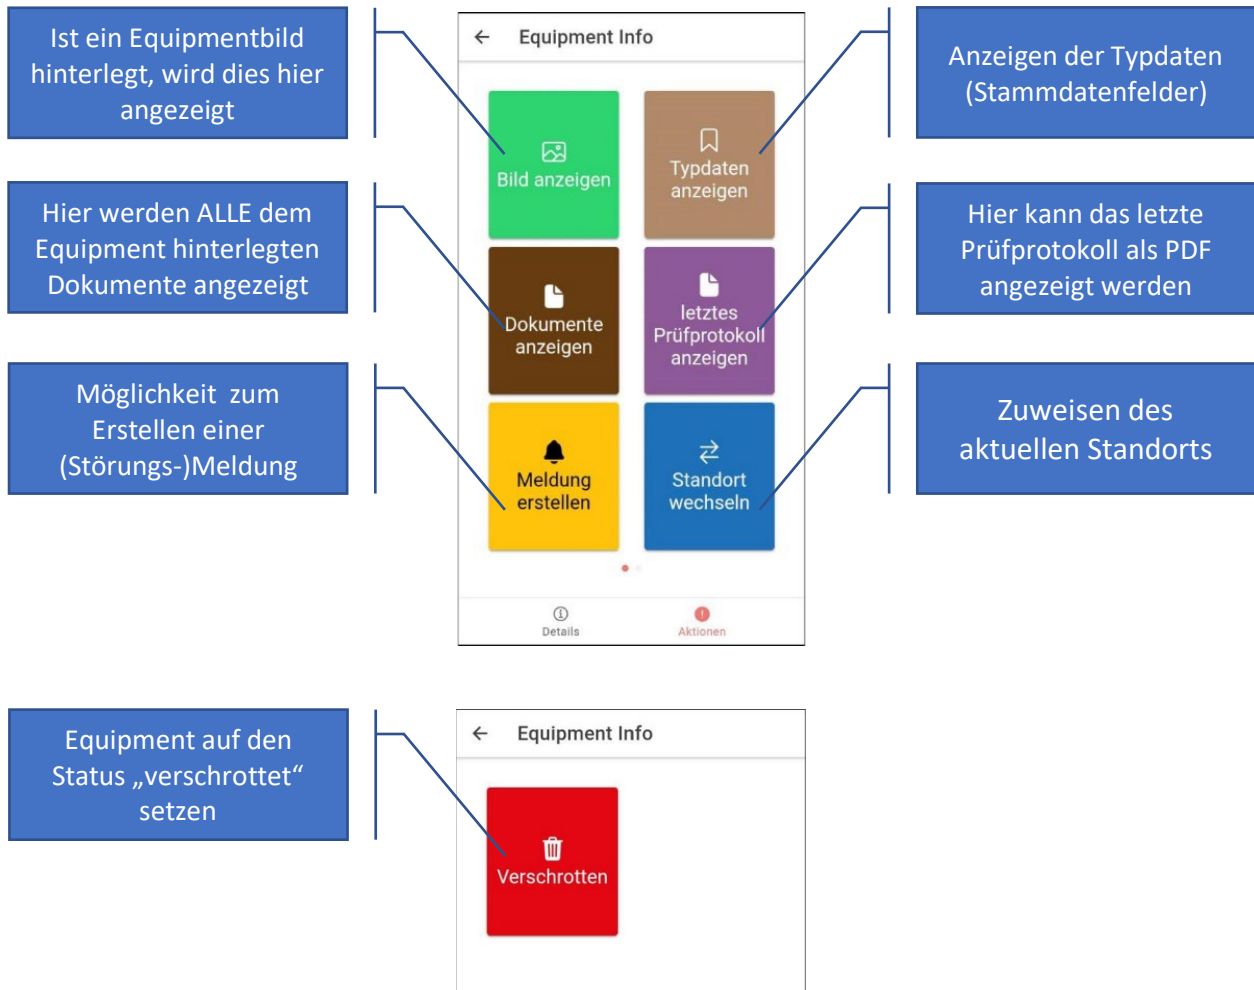 Ist ein Equipmentbild
hinterlegt, wird dies hier
angezeigt
Hier werden ALLE dem
Equipment hinterlegten
Dokumente angezeigt
Möglichkeit zum
Erstellen einer
(Störungs-)Meldung
Equipment Info
Bild anzeigen
Typdaten
anzeigen
Dokumente
anzeigen
letztes
Prüfprotokoll
anzeigen
Meldung
erstellen
Standort
wechseln
Details
Aktionen
Anzeigen der Typdaten
(Stammdatenfelder)
Hier kann das letzte
Prüfprotokoll als PDF
angezeigt werden
Zuweisen des
aktuellen Standorts
Equipment auf den
Status „verschrottet“
setzen
Equipment Info
Verschrotten